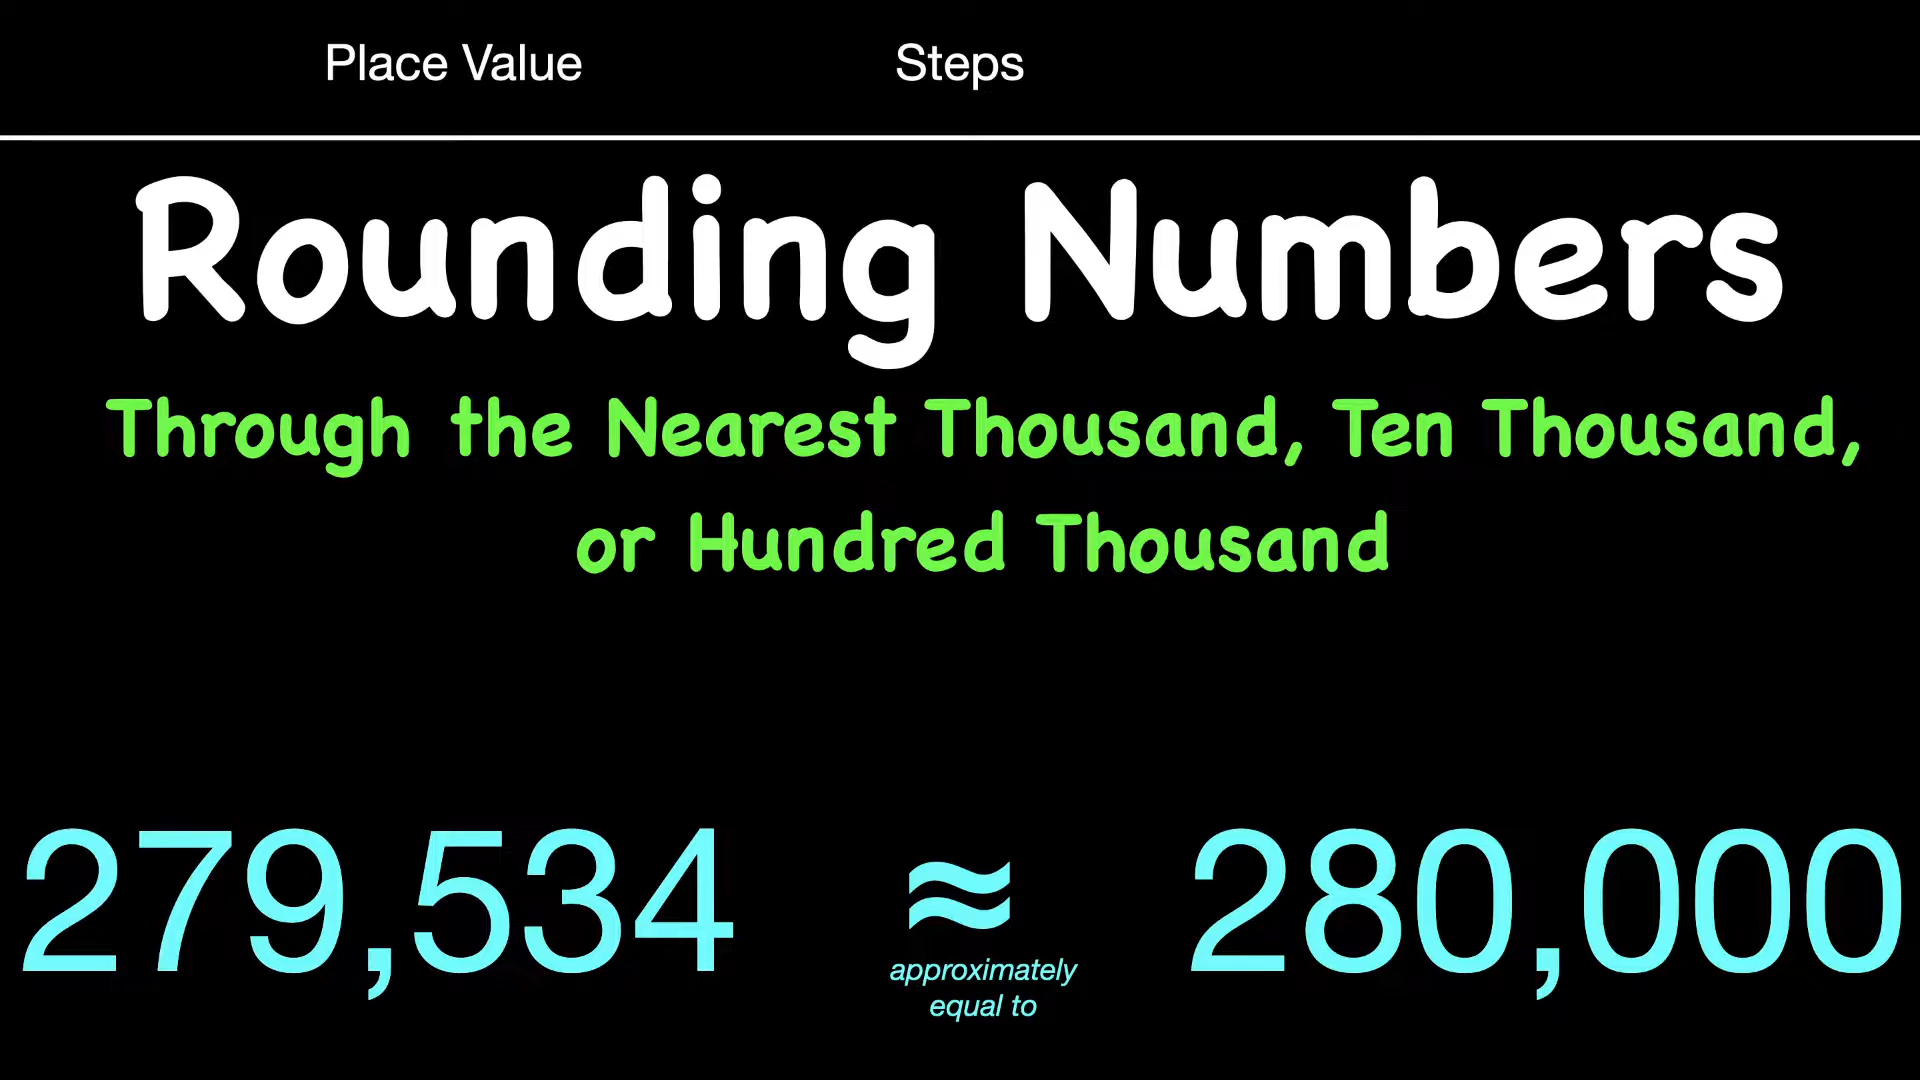 Place Value Steps
Rounding Numbers
Through the Nearest Thousand, Ten Thousand,
or Hundred Thousand
279,534 ≈ 280,000
approximately
equal to